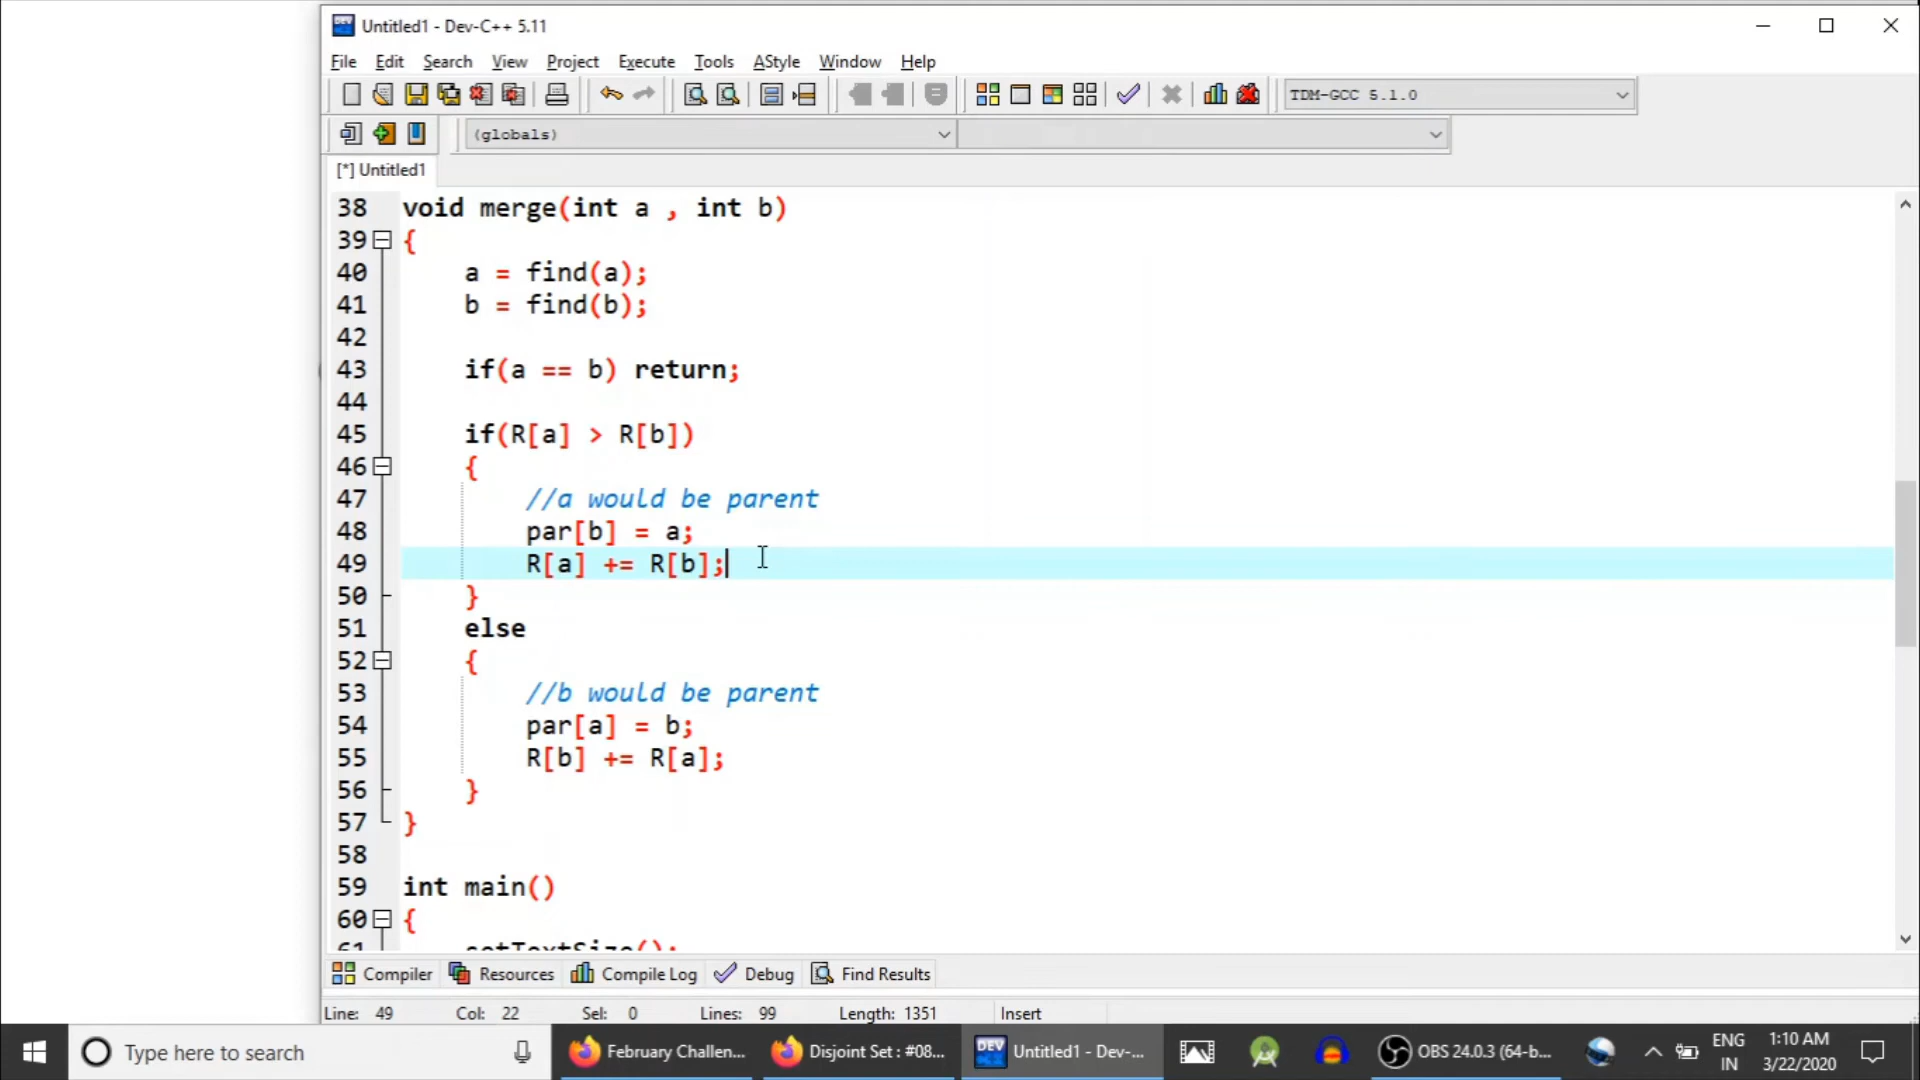 Untitled1 - Dev-C++ 5.11
File Edit Search View Project Execute Tools AStyle Window Help
TDM-GCC 5.1.0
(globals)
[*] Untitled1
38 void merge(int a , int b)
39 {
40 a = find(a);
41 b = find(b);
42
43 if(a == b) return;
44
45 if(R[a] > R[b])
46 {
47 //a would be parent
48 par[b] = a;
49 R[a] += R[b];
50 }
51 else
52 {
53 //b would be parent
54 par[a] = b;
55 R[b] += R[a];
56 }
57 }
58
59 int main()
60 {
61 setTextSize();
Compiler Resources Compile Log Debug Find Results
Line: 49 Col: 22 Sel: 0 Lines: 99 Length: 1351 Insert
Type here to search February Challen... Disjoint Set : #08... DEV Untitled1 - Dev-... OBS 24.0.3 (64-b... ENG IN 1:10 AM 3/22/2020